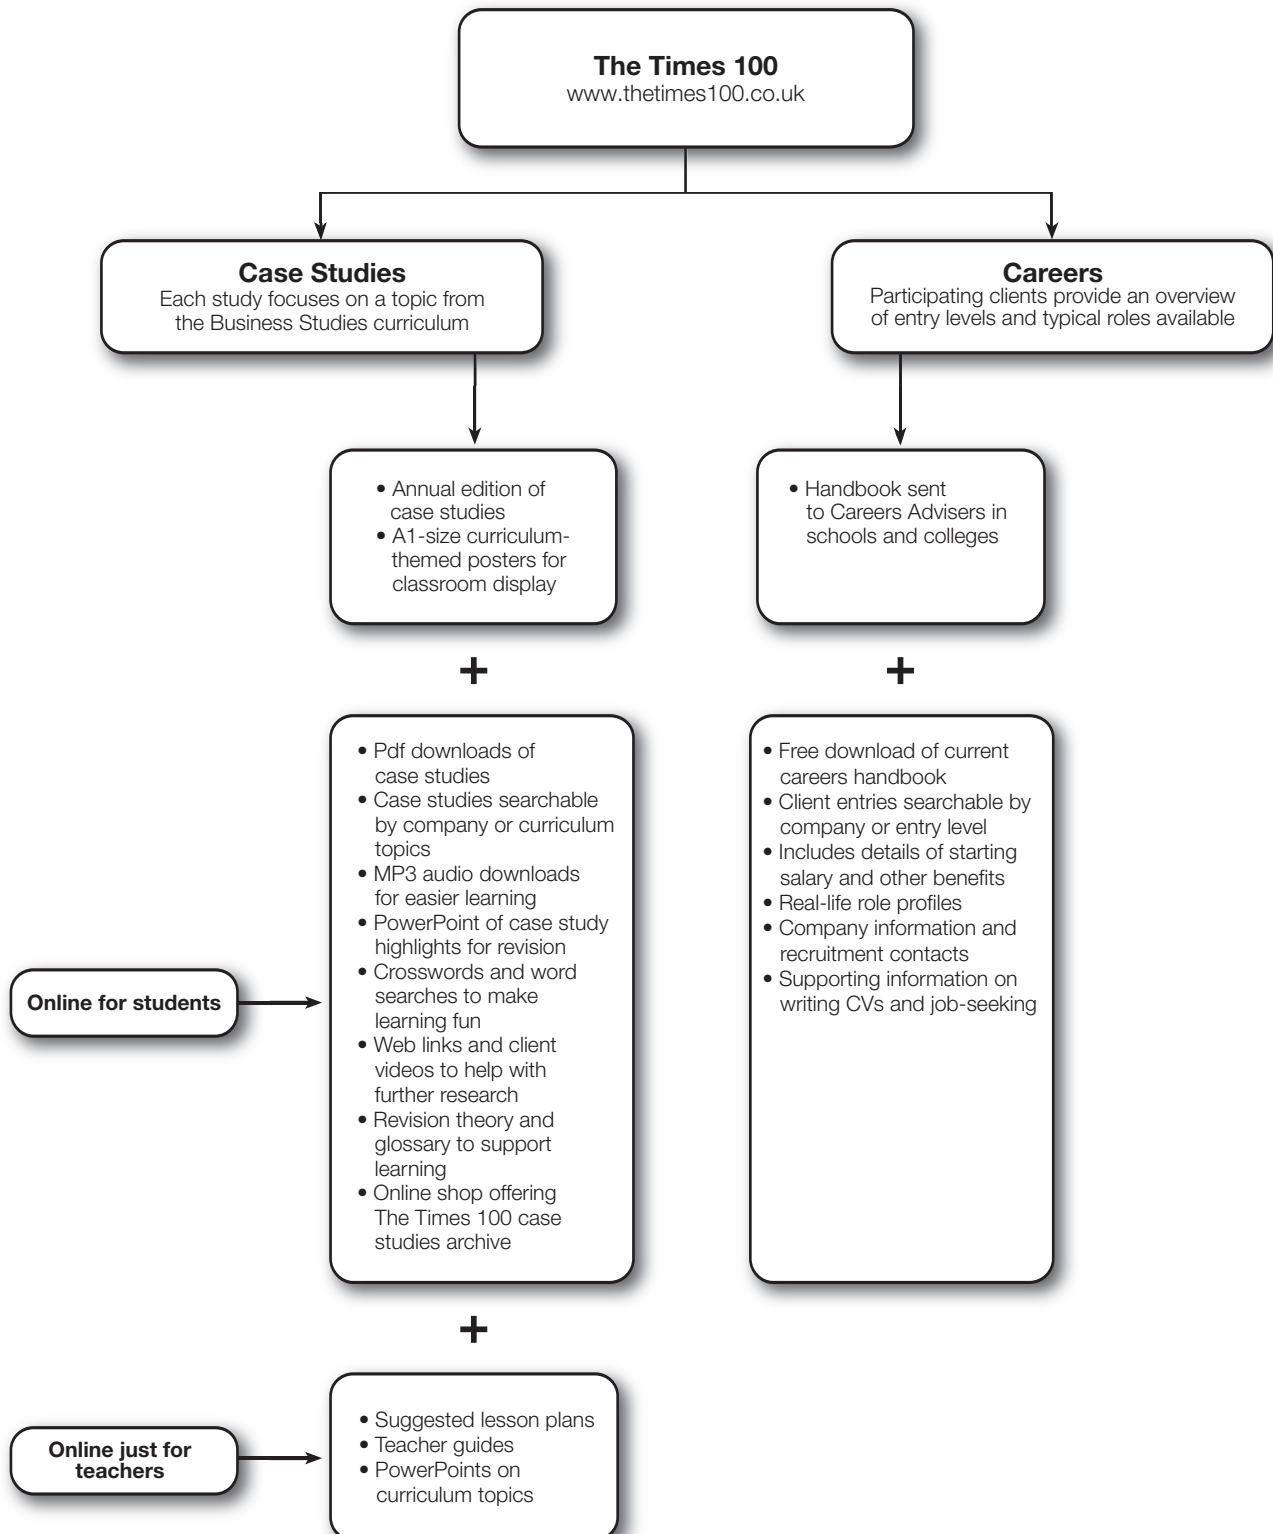 The Times 100
www.thetimes100.co.uk
Case Studies
Each study focuses on a topic from
the Business Studies curriculum
Careers
Participating clients provide an overview
of entry levels and typical roles available
• Annual edition of
case studies
• A1-size curriculum-
themed posters for
classroom display
• Handbook sent
to Careers Advisers in
schools and colleges
+
+
Online for students
• Pdf downloads of
case studies
• Case studies searchable
by company or curriculum
topics
• MP3 audio downloads
for easier learning
• PowerPoint of case study
highlights for revision
• Crosswords and word
searches to make
learning fun
• Web links and client
videos to help with
further research
• Revision theory and
glossary to support
learning
• Online shop offering
The Times 100 case
studies archive
• Free download of current
careers handbook
• Client entries searchable by
company or entry level
• Includes details of starting
salary and other benefits
• Real-life role profiles
• Company information and
recruitment contacts
• Supporting information on
writing CVs and job-seeking
+
Online just for
teachers
• Suggested lesson plans
• Teacher guides
• PowerPoints on
curriculum topics